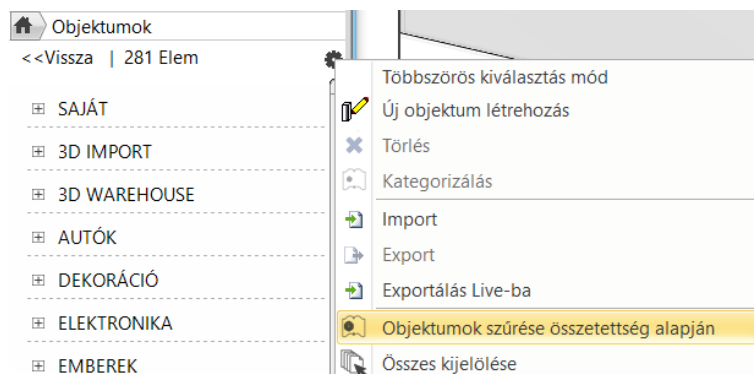 Objektumok
<<Vissza | 281 Elem
SAJÁT
3D IMPORT
3D WAREHOUSE
AUTÓK
DEKORÁCIÓ
ELEKTRONIKA
EMBEREK
Többszörös kiválasztás mód
Új objektum létrehozás
Törlés
Kategorizálás
Import
Export
Exportálás Live-ba
Objektumok szűrése összetettség alapján
Összes kijelölése